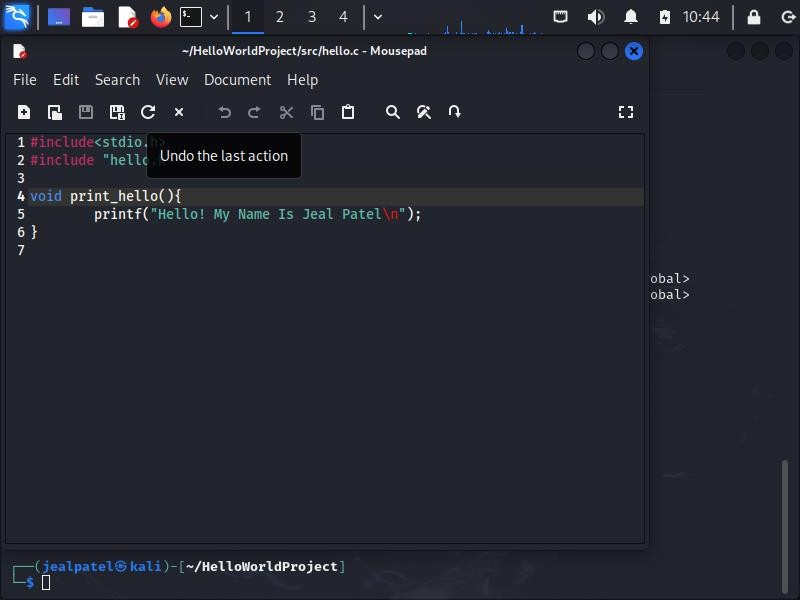 1 2 3 4 10:44
~/HelloWorldProject/src/hello.c - Mousepad
File Edit Search View Document Help
1 #include<stdio.h>
2 #include "hello.
Undo the last action
3
4 void print_hello(){
5 printf("Hello! My Name Is Jeal Patel\n");
6 }
7
obal>
obal>
┌──(jealpatel㉿kali)-[~/HelloWorldProject]
└─$